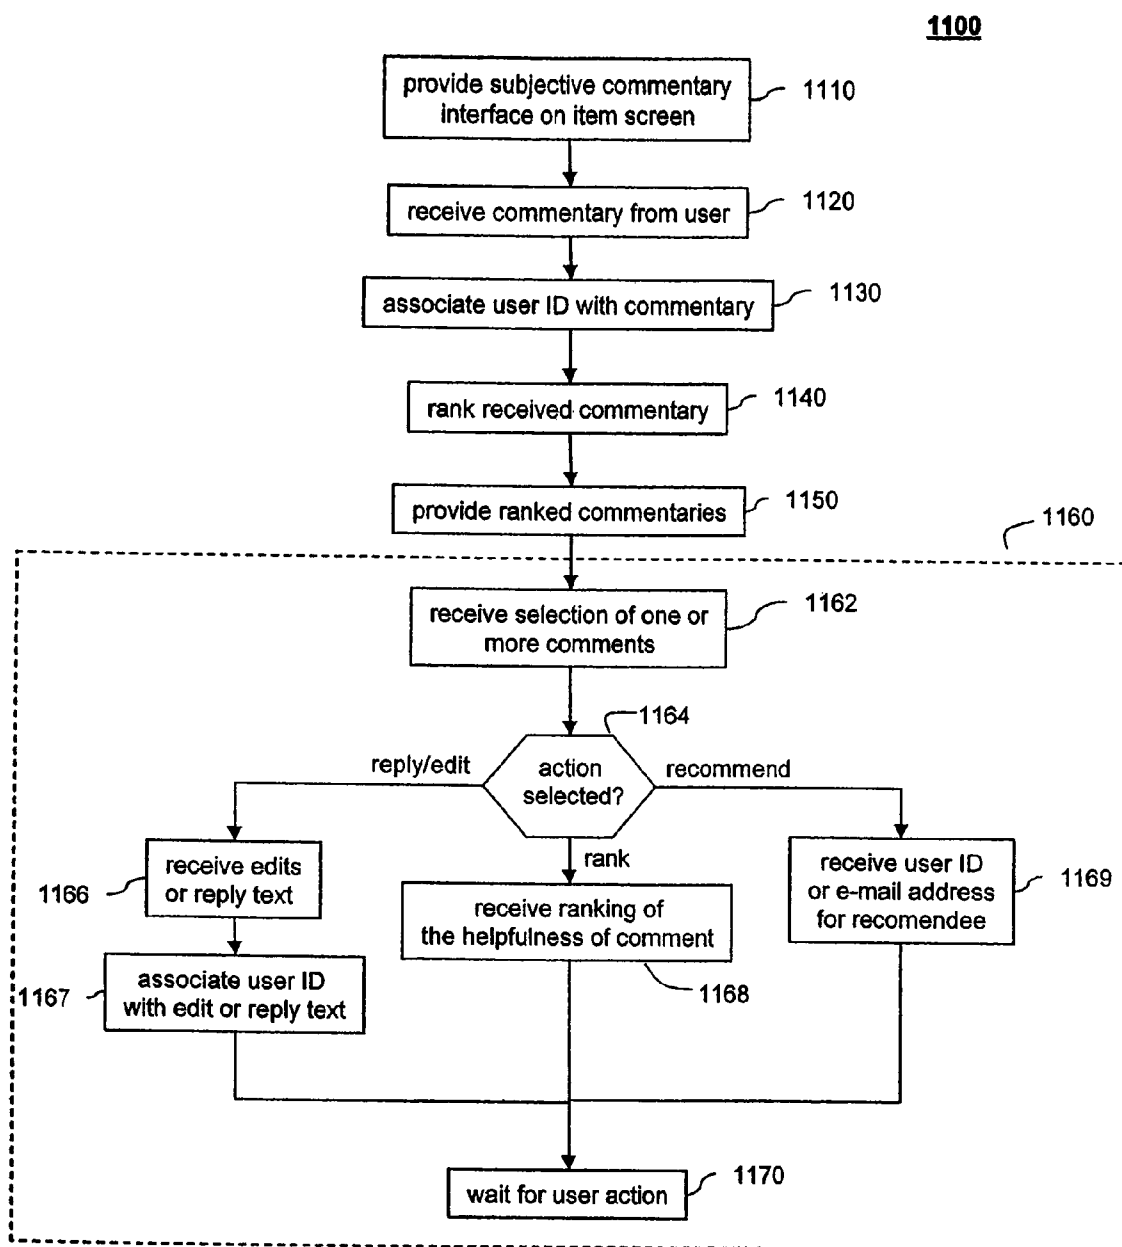 1100
provide subjective commentary
interface on item screen
1110
receive commentary from user
1120
associate user ID with commentary
1130
rank received commentary
1140
provide ranked commentaries
1150
1160
receive selection of one or
more comments
1162
1164
action
selected?
reply/edit
recommend
rank
receive edits
or reply text
1166
associate user ID
with edit or reply text
1167
receive ranking of
the helpfulness of comment
1168
receive user ID
or e-mail address
for recomendee
1169
wait for user action
1170